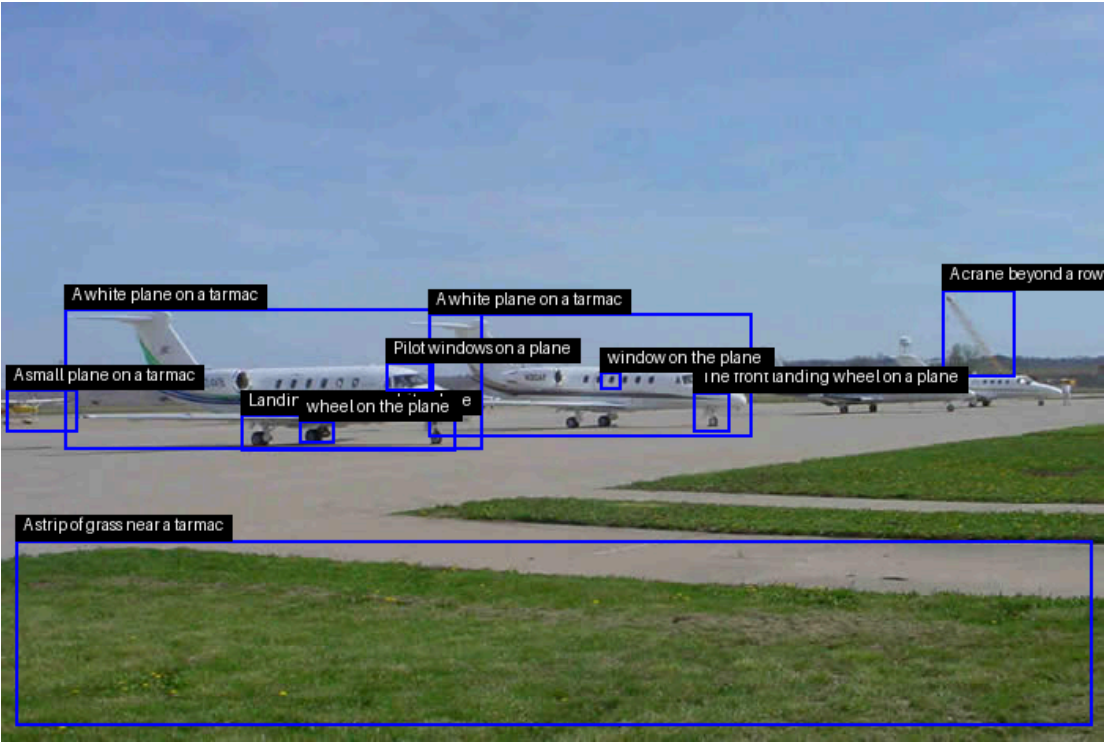 A crane beyond a row
A white plane on a tarmac
A white plane on a tarmac
Pilot windows on a plane
window on the plane
A small plane on a tarmac
The front landing wheel on a plane
Landin
wheel on the plane
e
A strip of grass near a tarmac